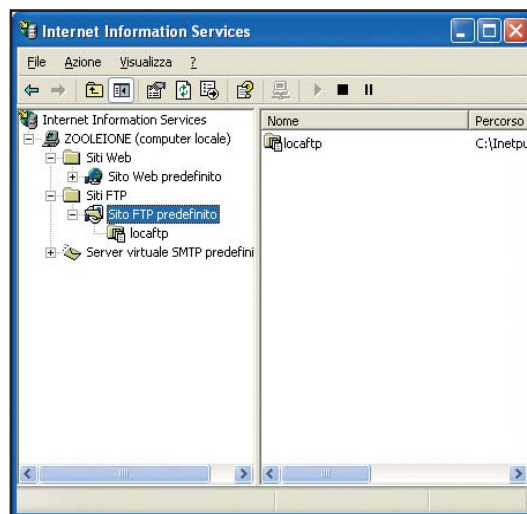 Internet Information Services
File Azione Visualizza ?
Internet Information Services
ZOOLEIONE (computer locale)
Siti Web
Sito Web predefinito
Siti FTP
Sito FTP predefinito
locaftp
Server virtuale SMTP predefini
Nome Percorso
locaftp C:\Inetpu